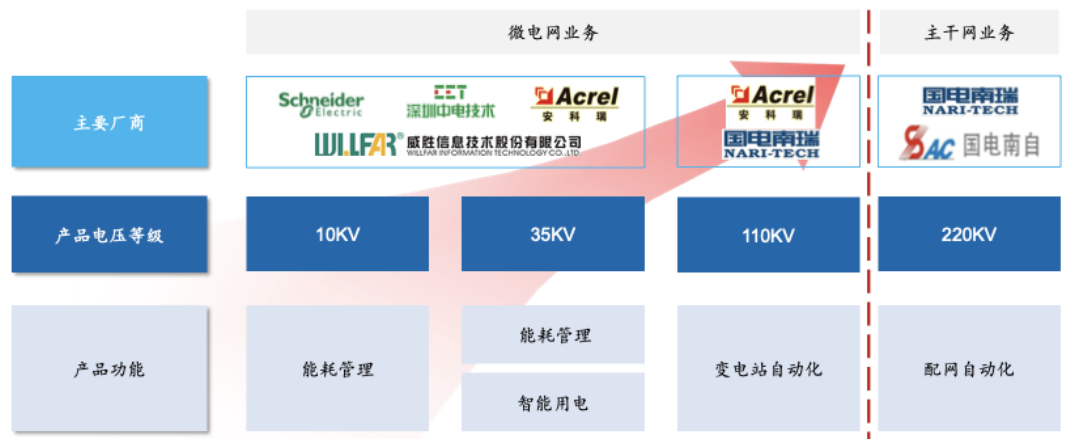 微电网业务
主干网业务
主要厂商
Schneider
Electric
CET
深圳中电技术
Acrel
安科瑞
WILLFAR® 威胜信息技术股份有限公司
WILLFAR INFORMATION TECHNOLOGY CO.,LTD.
Acrel
安科瑞
国电南瑞
NARI-TECH
国电南瑞
NARI-TECH
SAC 国电南自
产品电压等级
10KV
35KV
110KV
220KV
产品功能
能耗管理
能耗管理
智能用电
变电站自动化
配网自动化